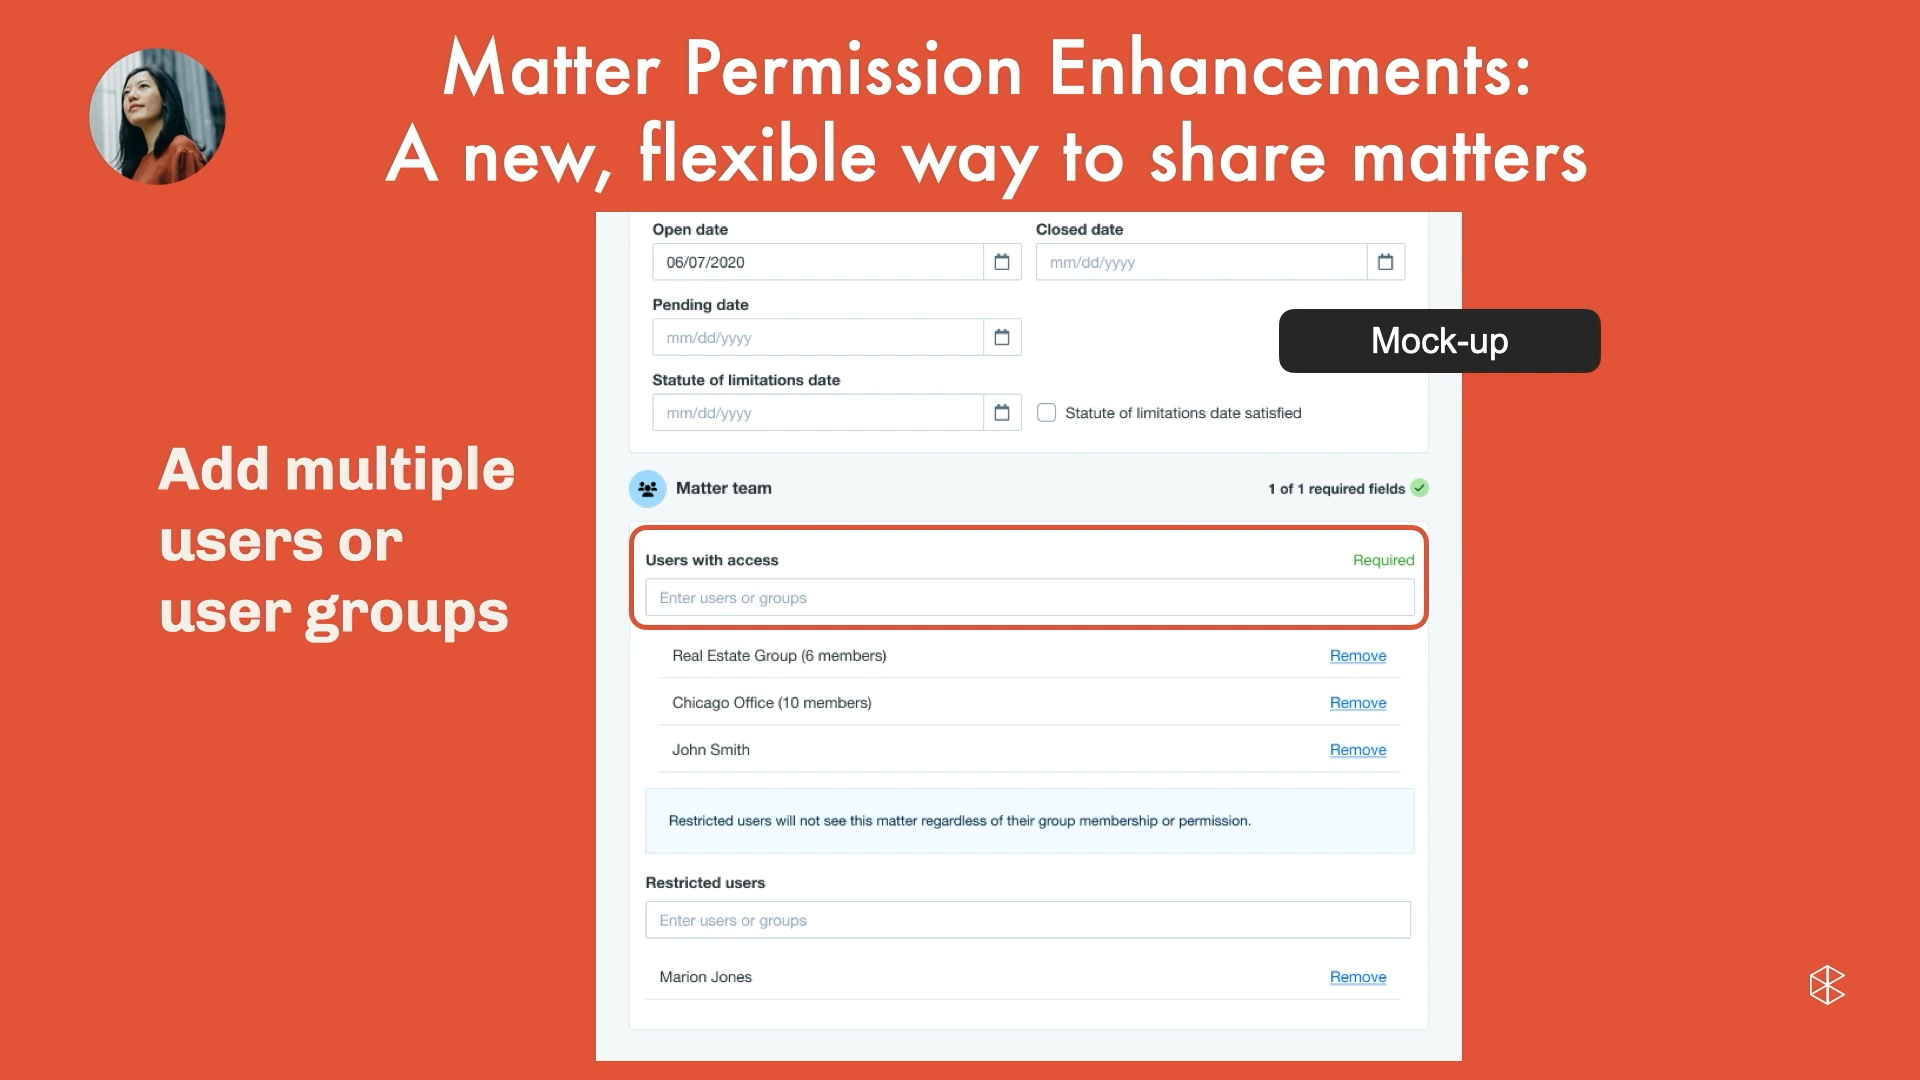 Matter Permission Enhancements:
A new, flexible way to share matters
Add multiple
users or
user groups
Mock-up
Open date
Closed date
06/07/2020
mm/dd/yyyy
Pending date
mm/dd/yyyy
Statute of limitations date
mm/dd/yyyy
Statute of limitations date satisfied
Matter team
1 of 1 required fields
Users with access
Required
Enter users or groups
Real Estate Group (6 members)
Remove
Chicago Office (10 members)
Remove
John Smith
Remove
Restricted users will not see this matter regardless of their group membership or permission.
Restricted users
Enter users or groups
Marion Jones
Remove